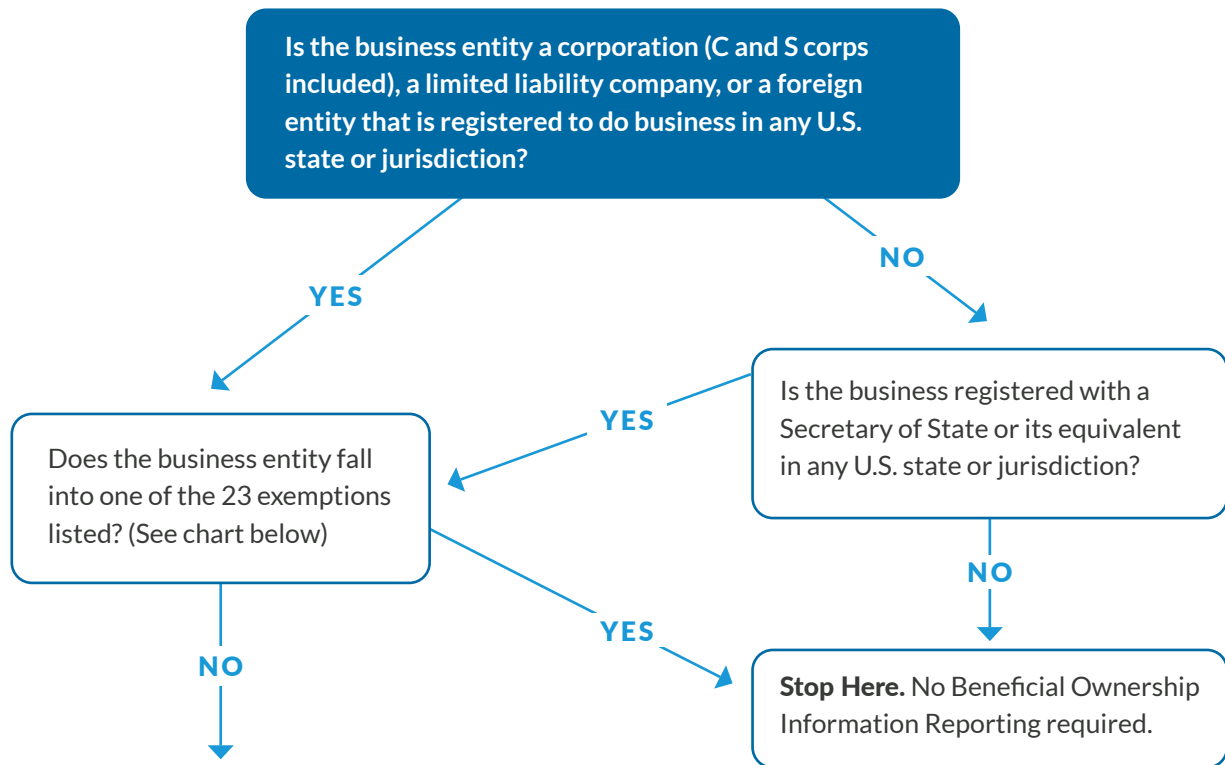 Is the business entity a corporation (C and S corps
included), a limited liability company, or a foreign
entity that is registered to do business in any U.S.
state or jurisdiction?
YES
NO
Does the business entity fall
into one of the 23 exemptions
listed? (See chart below)
YES
Is the business registered with a
Secretary of State or its equivalent
in any U.S. state or jurisdiction?
NO
YES
NO
Stop Here. No Beneficial Ownership
Information Reporting required.